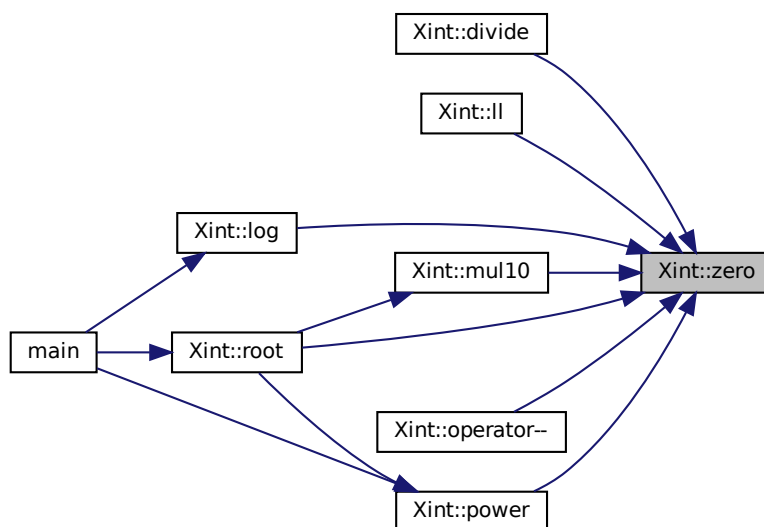 Xint::divide
Xint::ll
Xint::log
Xint::mul10
Xint::zero
main
Xint::root
Xint::operator--
Xint::power